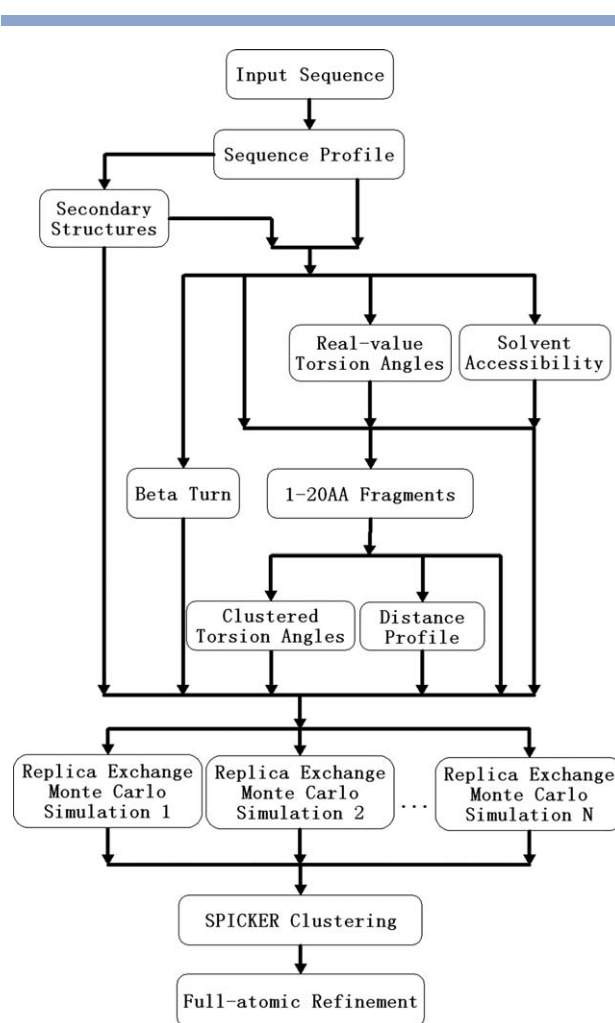 Input Sequence
Sequence Profile
Secondary
Structures
Real-value
Torsion Angles
Solvent
Accessibility
Beta Turn
1-20AA Fragments
Clustered
Torsion Angles
Distance
Profile
Replica Exchange
Monte Carlo
Simulation 1
Replica Exchange
Monte Carlo
Simulation 2
...
Replica Exchange
Monte Carlo
Simulation N
SPICKER Clustering
Full-atomic Refinement